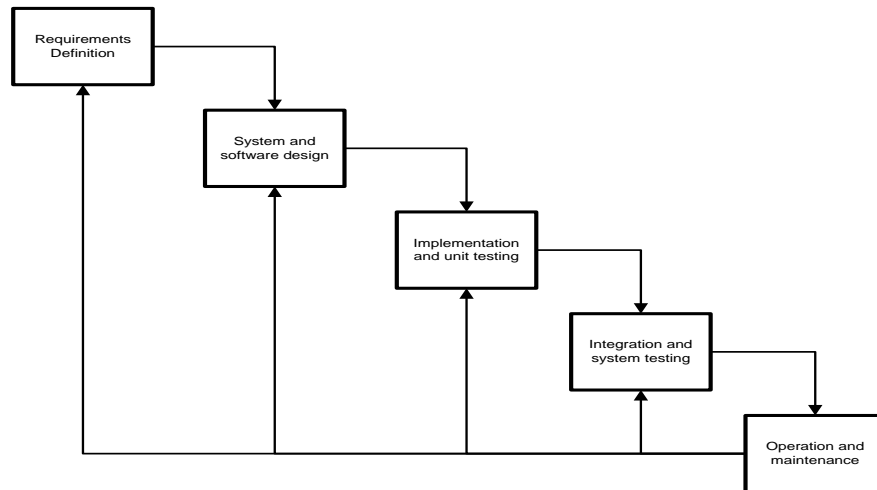 Requirements
Definition
System and
software design
Implementation
and unit testing
Integration and
system testing
Operation and
maintenance